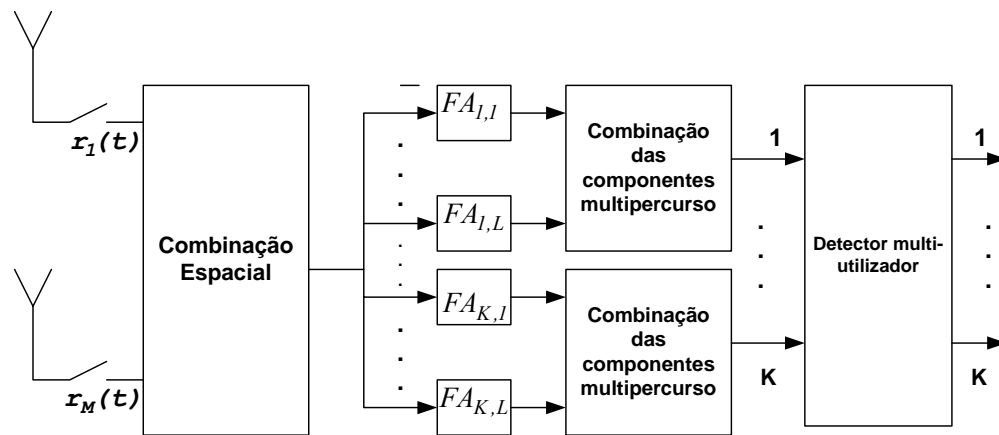 r1(t)
rM(t)
Combinação
Espacial
FA1,1
FA1,L
FAK,1
FAK,L
Combinação
das
componentes
multipercurso
Combinação
das
componentes
multipercurso
1
K
Detector multi-
utilizador
1
K